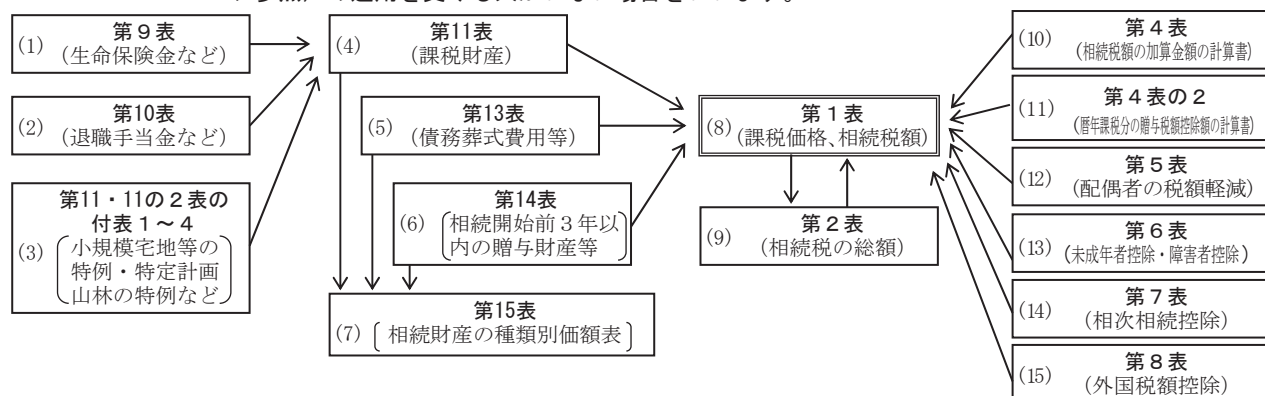 (1) 第9表
(生命保険金など)
(2) 第10表
(退職手当金など)
(3) 第11・11の2表の
付表1～4
小規模宅地等の
特例・特定計画
山林の特例など
(4) 第11表
(課税財産)
(5) 第13表
(債務葬式費用等)
(6) 第14表
相続開始前3年以
内の贈与財産等
(7) 第15表
相続財産の種類別価額表
(8) 第1表
(課税価格、相続税額)
(9) 第2表
(相続税の総額)
(10) 第4表
(相続税額の加算金額の計算書)
(11) 第4表の2
(暦年課税分の贈与税額控除額の計算書)
(12) 第5表
(配偶者の税額軽減)
(13) 第6表
(未成年者控除・障害者控除)
(14) 第7表
(相次相続控除)
(15) 第8表
(外国税額控除)